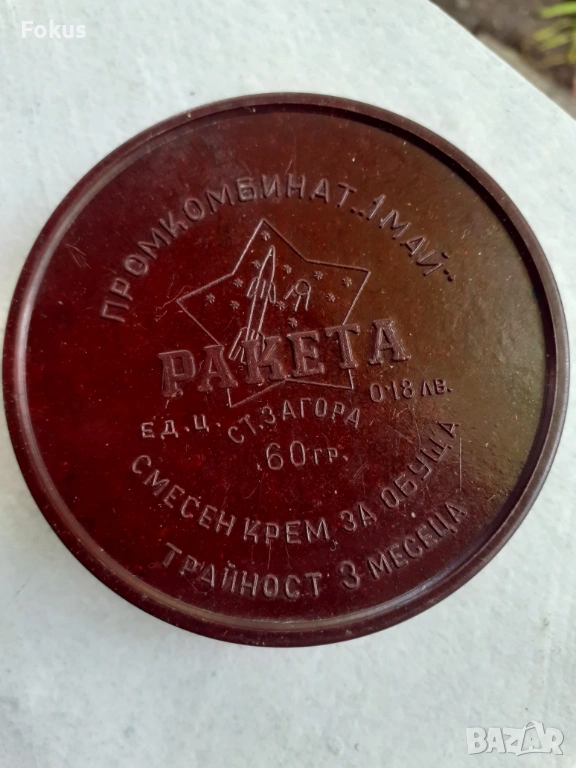 Fokus
ПРОМКОМБИНАТ „1 МАЙ"
РАКЕТА
ЕД. Ц. 0.18 ЛВ.
СТ. ЗАГОРА
60 ГР.
СМЕСЕН КРЕМ ЗА ОБУЩА
ТРАЙНОСТ 3 МЕСЕЦА
BAZAR